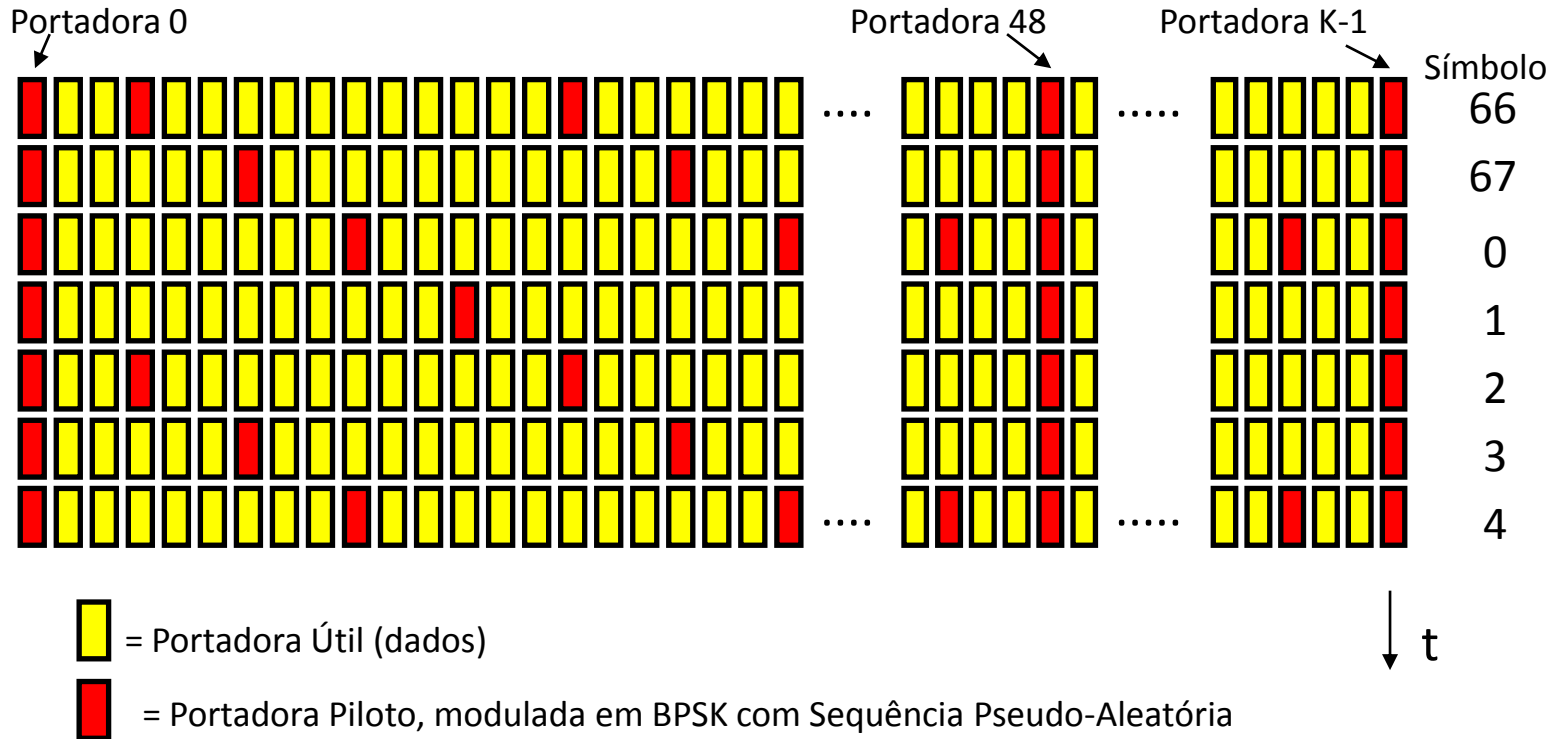 Portadora 0
Portadora 48
Portadora K-1
Símbolo
....
.....
66
67
0
1
2
3
....
.....
4
= Portadora Útil (dados)
t
= Portadora Piloto, modulada em BPSK com Sequência Pseudo-Aleatória